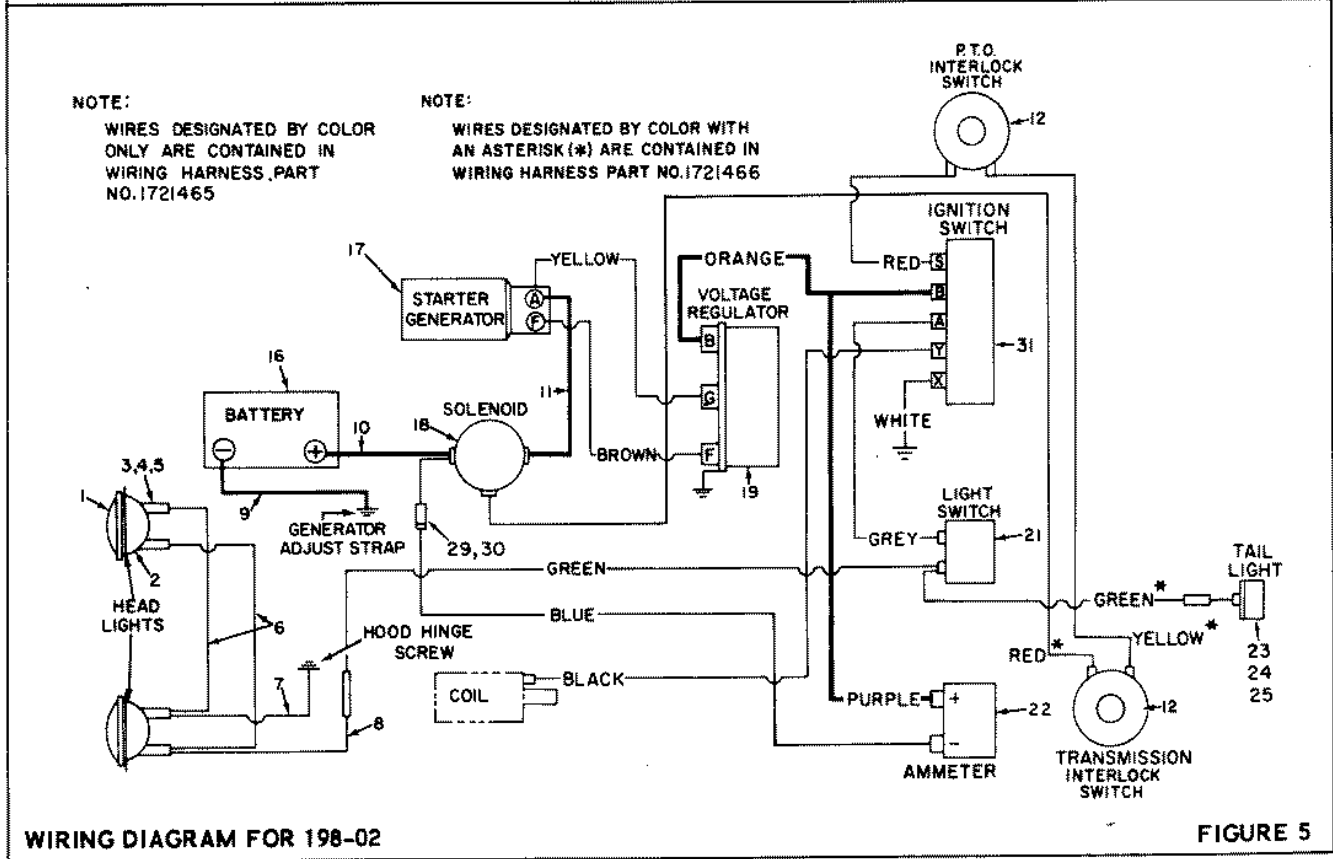 P.T.O.
INTERLOCK
SWITCH
12
NOTE:
WIRES DESIGNATED BY COLOR
ONLY ARE CONTAINED IN
WIRING HARNESS, PART
NO.1721465
NOTE:
WIRES DESIGNATED BY COLOR WITH
AN ASTERISK (*) ARE CONTAINED IN
WIRING HARNESS PART NO.1721466
IGNITION
SWITCH
RED
S
B
A
Y
X
31
WHITE
17
STARTER
GENERATOR
A
F
YELLOW
ORANGE
VOLTAGE
REGULATOR
B
G
F
19
11
BROWN
16
BATTERY
-
+
10
SOLENOID
18
9
GENERATOR
ADJUST STRAP
29,30
3,4,5
1
2
HEAD
LIGHTS
6
HOOD HINGE
SCREW
7
8
GREEN
BLUE
COIL
BLACK
LIGHT
SWITCH
GREY
21
TAIL
LIGHT
GREEN*
23
24
25
YELLOW*
RED*
PURPLE
+
-
22
AMMETER
12
TRANSMISSION
INTERLOCK
SWITCH
WIRING DIAGRAM FOR 198-02
FIGURE 5